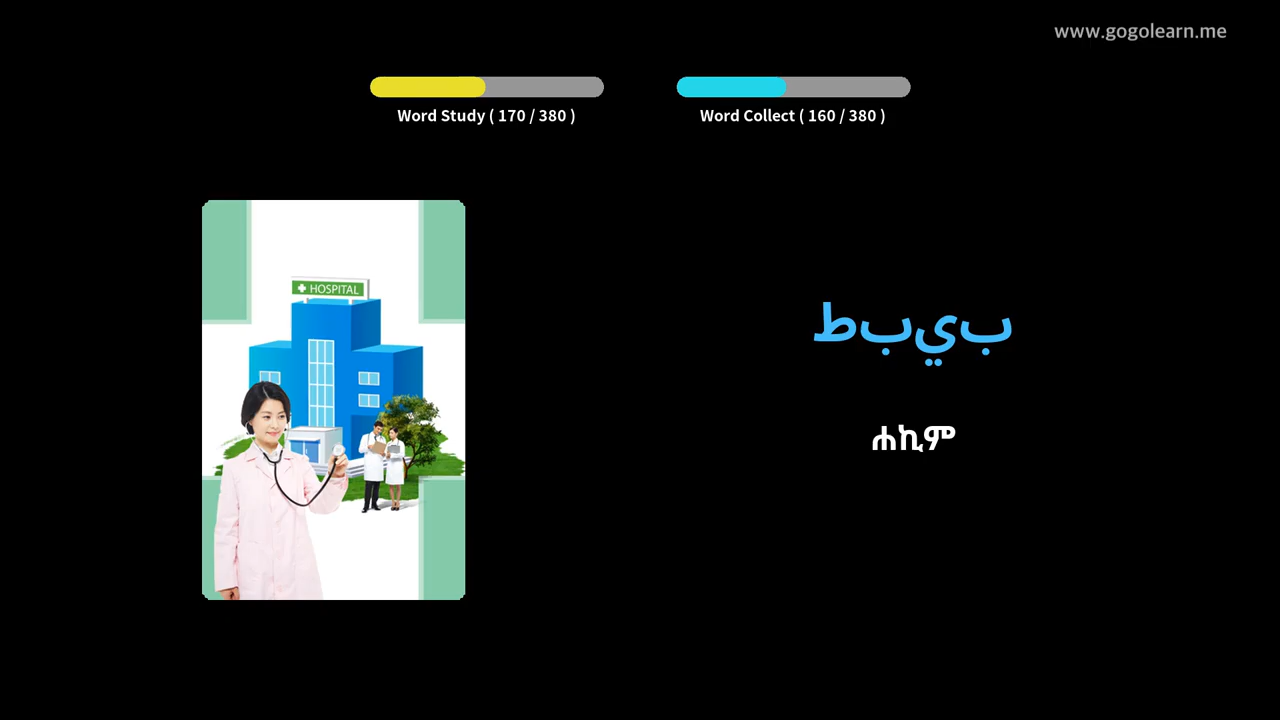 www.gogolearn.me
Word Study ( 170 / 380 )
Word Collect ( 160 / 380 )
HOSPITAL
طبيب
ሐኪም